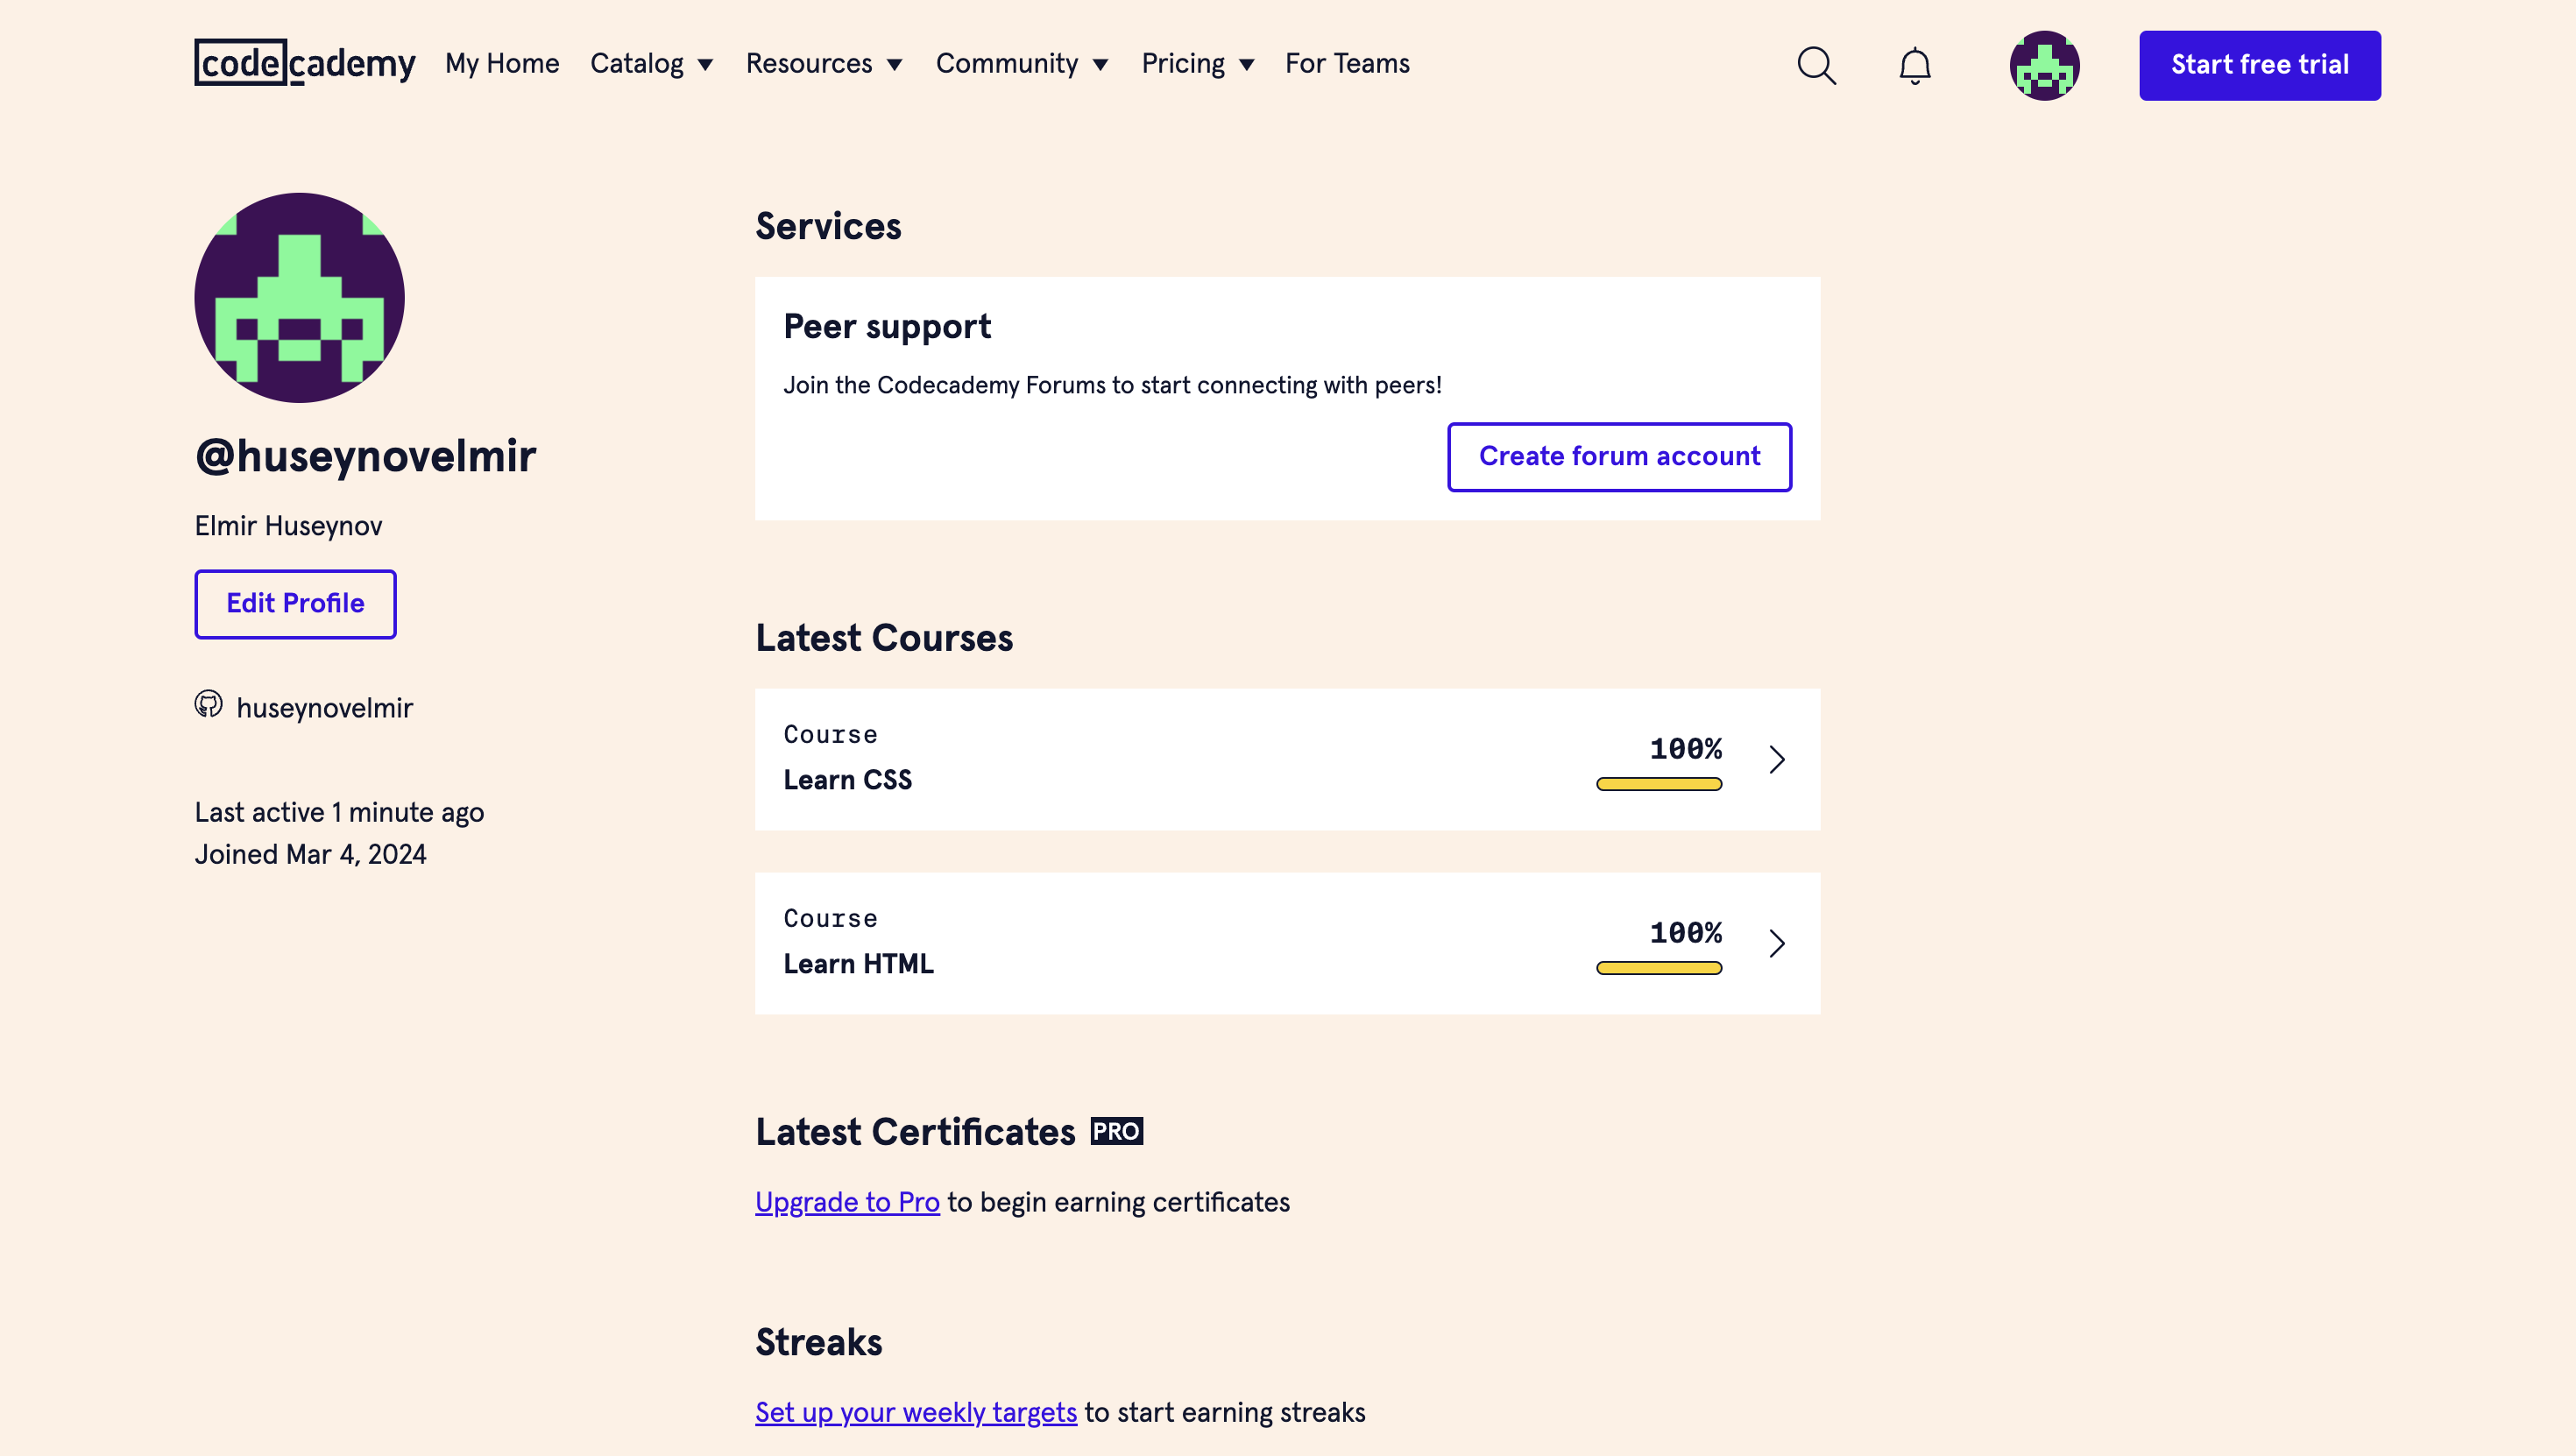 codecademy My Home Catalog Resources Community Pricing For Teams Start free trial
@huseynovelmir
Elmir Huseynov
Edit Profile
huseynovelmir
Last active 1 minute ago
Joined Mar 4, 2024
Services
Peer support
Join the Codecademy Forums to start connecting with peers!
Create forum account
Latest Courses
Course
Learn CSS
100%
Course
Learn HTML
100%
Latest Certificates PRO
Upgrade to Pro to begin earning certificates
Streaks
Set up your weekly targets to start earning streaks